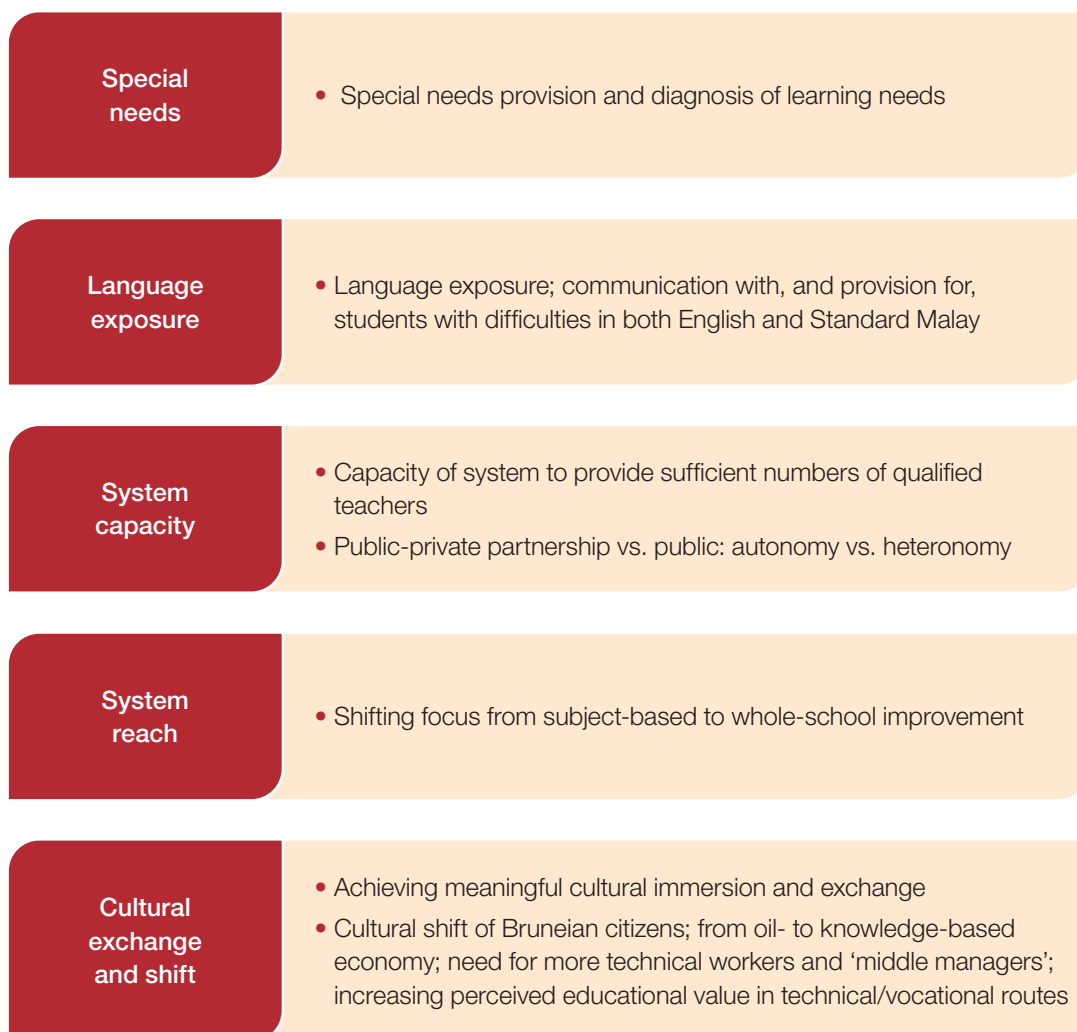 Special
needs
• Special needs provision and diagnosis of learning needs
Language
exposure
• Language exposure; communication with, and provision for,
students with difficulties in both English and Standard Malay
System
capacity
• Capacity of system to provide sufficient numbers of qualified
teachers
• Public-private partnership vs. public: autonomy vs. heteronomy
System
reach
• Shifting focus from subject-based to whole-school improvement
Cultural
exchange
and shift
• Achieving meaningful cultural immersion and exchange
• Cultural shift of Bruneian citizens; from oil- to knowledge-based
economy; need for more technical workers and ‘middle managers’;
increasing perceived educational value in technical/vocational routes